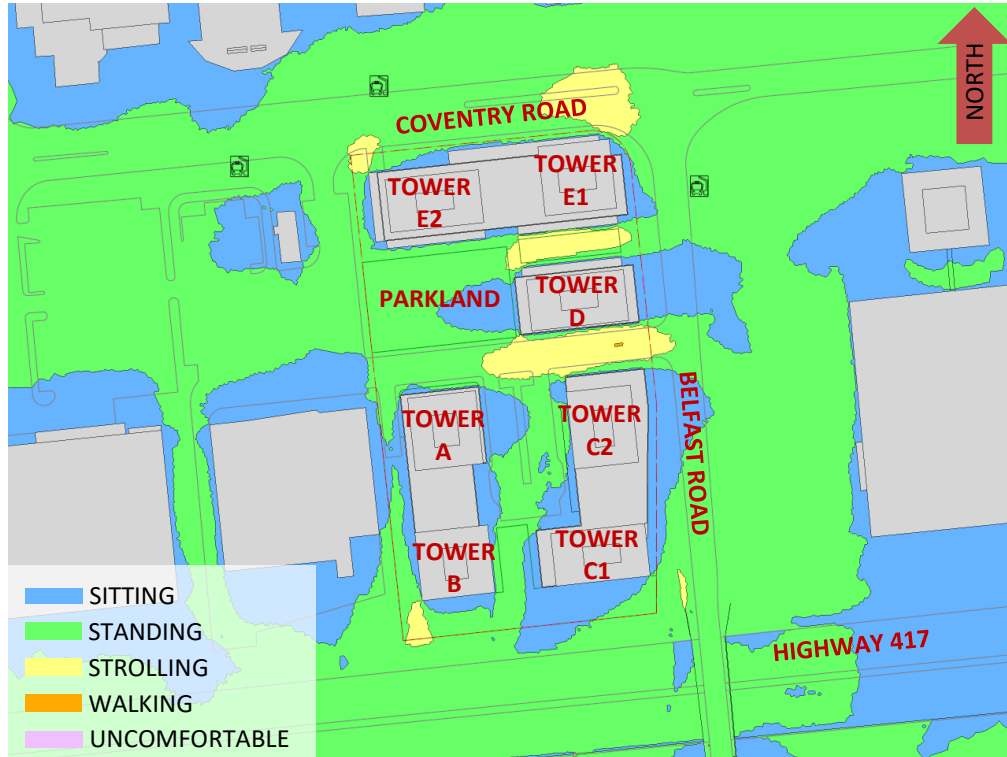 NORTH
COVENTRY ROAD
TOWER
E2
TOWER
E1
PARKLAND
TOWER
D
TOWER
A
TOWER
C2
BELFAST ROAD
TOWER
B
TOWER
C1
HIGHWAY 417
SITTING
STANDING
STROLLING
WALKING
UNCOMFORTABLE